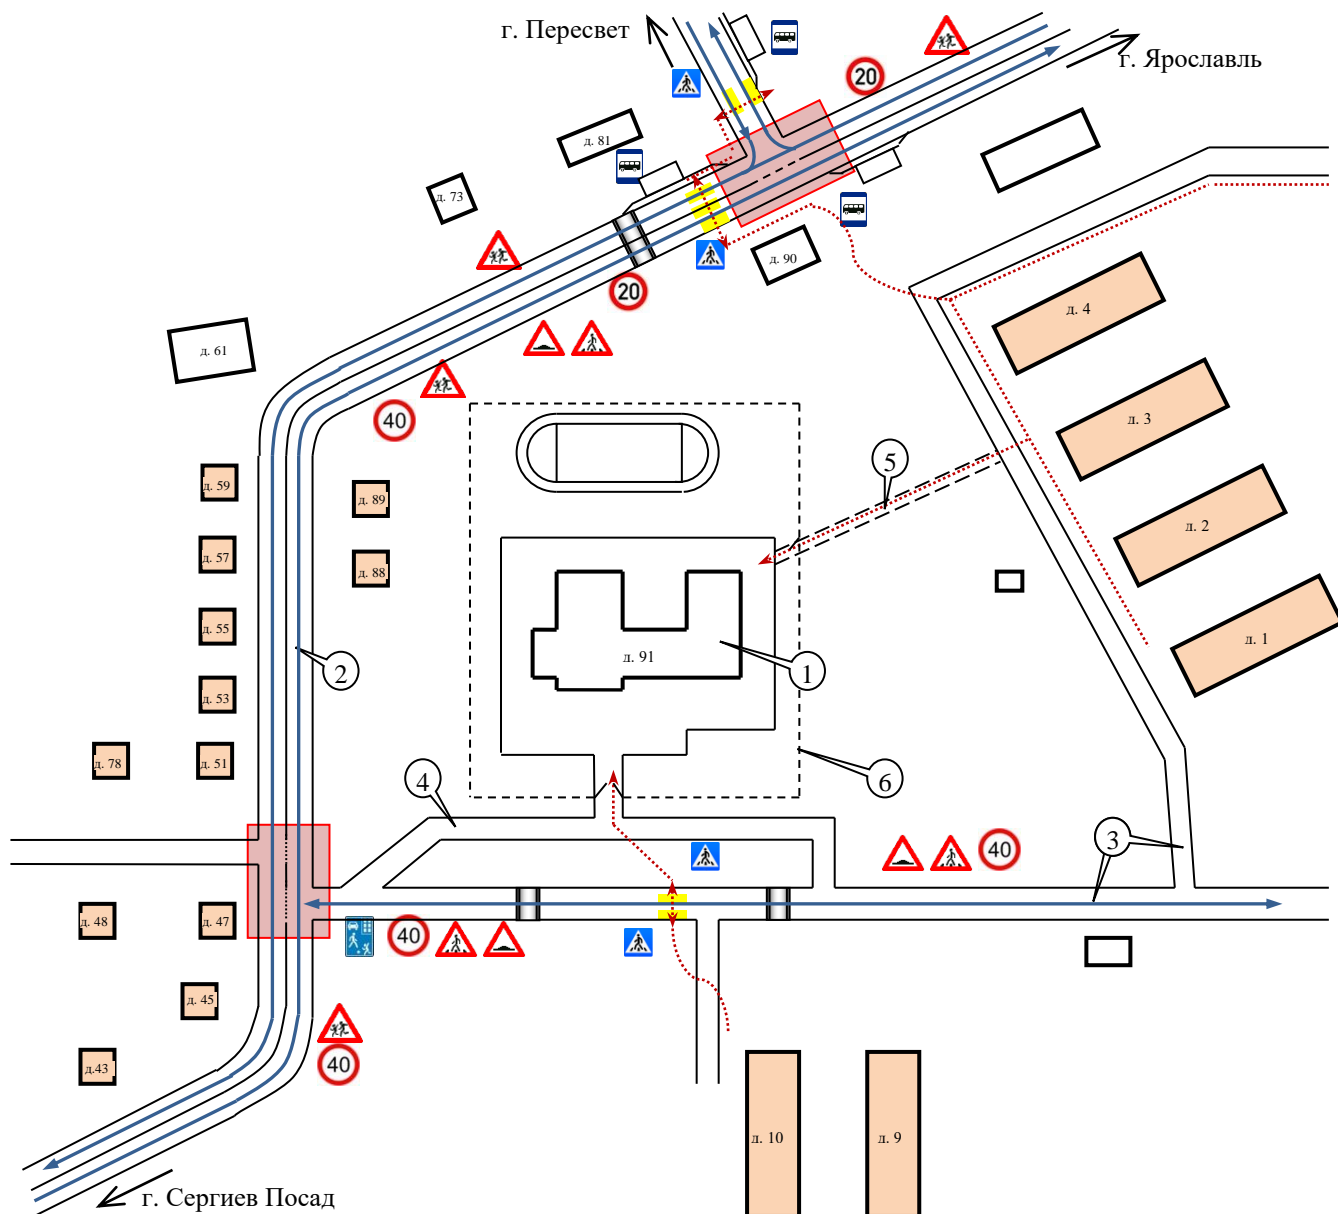 г. Пересвет
г. Ярославль
20
д. 81
д. 73
д. 90
20
д. 4
д. 61
40
д. 3
5
д. 59
д. 89
д. 2
д. 57
д. 88
д. 55
д. 91
1
д. 1
2
д. 53
д. 78
д. 51
4
6
3
40
д. 48
д. 47
40
д. 45
д.43
40
д. 10
д. 9
г. Сергиев Посад